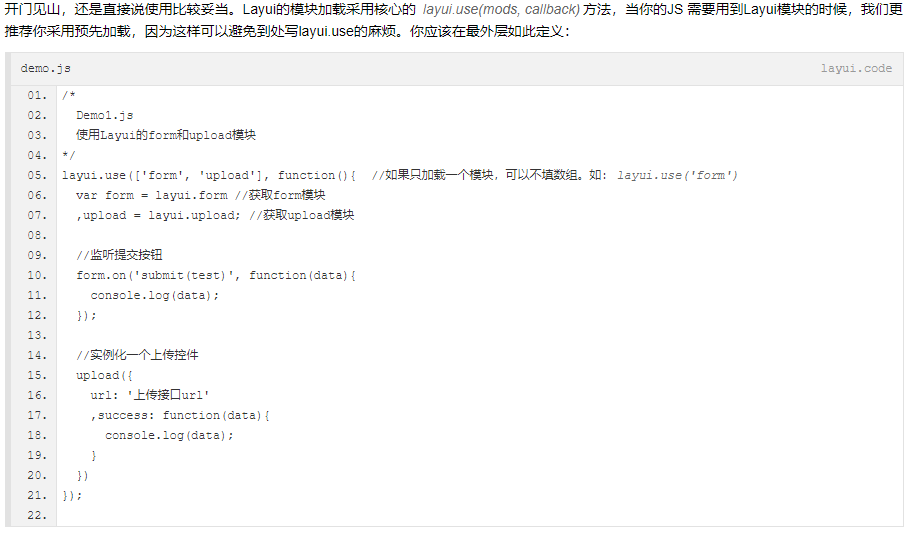 开门见山，还是直接说使用比较妥当。Layui的模块加载采用核心的 layui.use(mods, callback)方法，当你的JS 需要用到Layui模块的时候，我们更
推荐你采用预先加载，因为这样可以避免到处写layui.use的麻烦。你应该在最外层如此定义：
demo.js layui.code
01. /*
02.   Demo1.js
03.   使用Layui的form和upload模块
04. */
05. layui.use(['form', 'upload'], function(){  //如果只加载一个模块，可以不填数组。如: layui.use('form')
06.   var form = layui.form //获取form模块
07.   ,upload = layui.upload; //获取upload模块
08.
09.   //监听提交按钮
10.   form.on('submit(test)', function(data){
11.     console.log(data);
12.   });
13.
14.   //实例化一个上传控件
15.   upload({
16.     url: '上传接口url'
17.     ,success: function(data){
18.       console.log(data);
19.     }
20.   })
21. });
22.